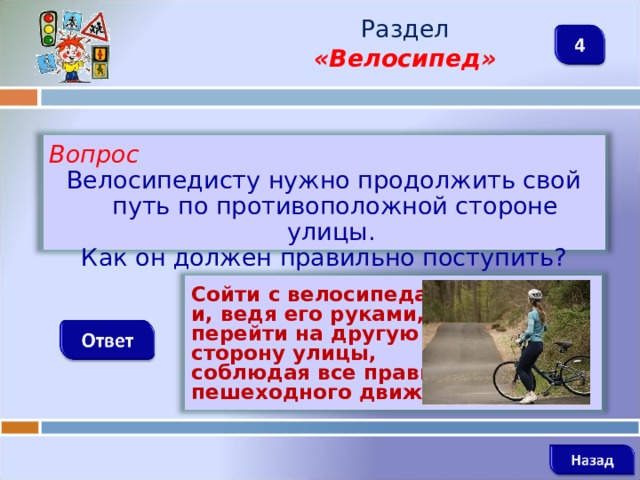 Раздел
«Велосипед»
4
Вопрос
Велосипедисту нужно продолжить свой
путь по противоположной стороне
улицы.
Как он должен правильно поступить?
Сойти с велосипеда
и, ведя его руками,
перейти на другую
сторону улицы,
соблюдая все прави
пешеходного движ
Ответ
Назад